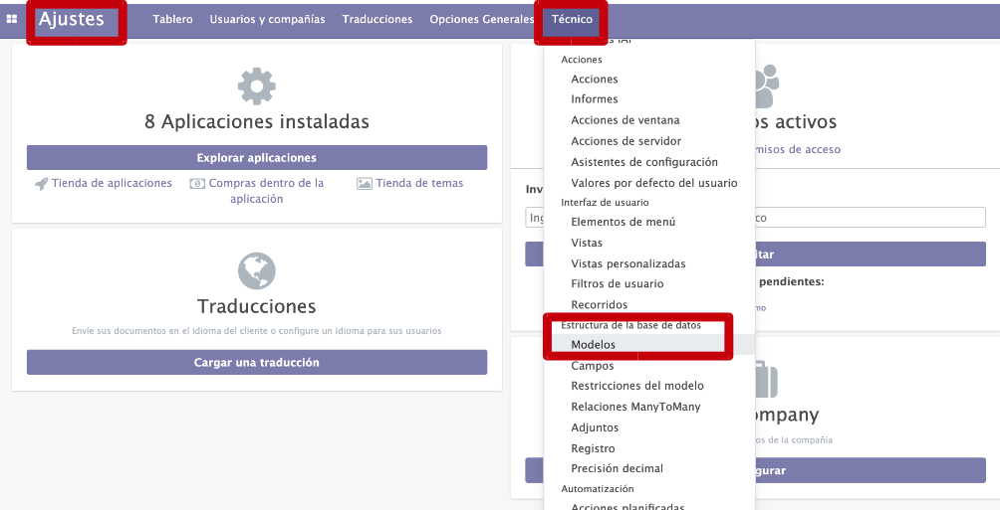 Ajustes
Tablero
Usuarios y compañías
Traducciones
Opciones Generales
Técnico
8 Aplicaciones instaladas
Explorar aplicaciones
Tienda de aplicaciones
Compras dentro de la
aplicación
Tienda de temas
Traducciones
Envíe sus documentos en el idioma del cliente o configure un idioma para sus usuarios
Cargar una traducción
IAP
Acciones
Acciones
Informes
Acciones de ventana
Acciones de servidor
Asistentes de configuración
Valores por defecto del usuario
Interfaz de usuario
Elementos de menú
Vistas
Vistas personalizadas
Filtros de usuario
Recorridos
Estructura de la base de datos
Modelos
Campos
Restricciones del modelo
Relaciones ManyToMany
Adjuntos
Registro
Precisión decimal
Automatización
Acciones planificadas
os activos
misos de acceso
Inv
Ing
co
itar
pendientes:
mo
mpany
os de la compañía
gurar